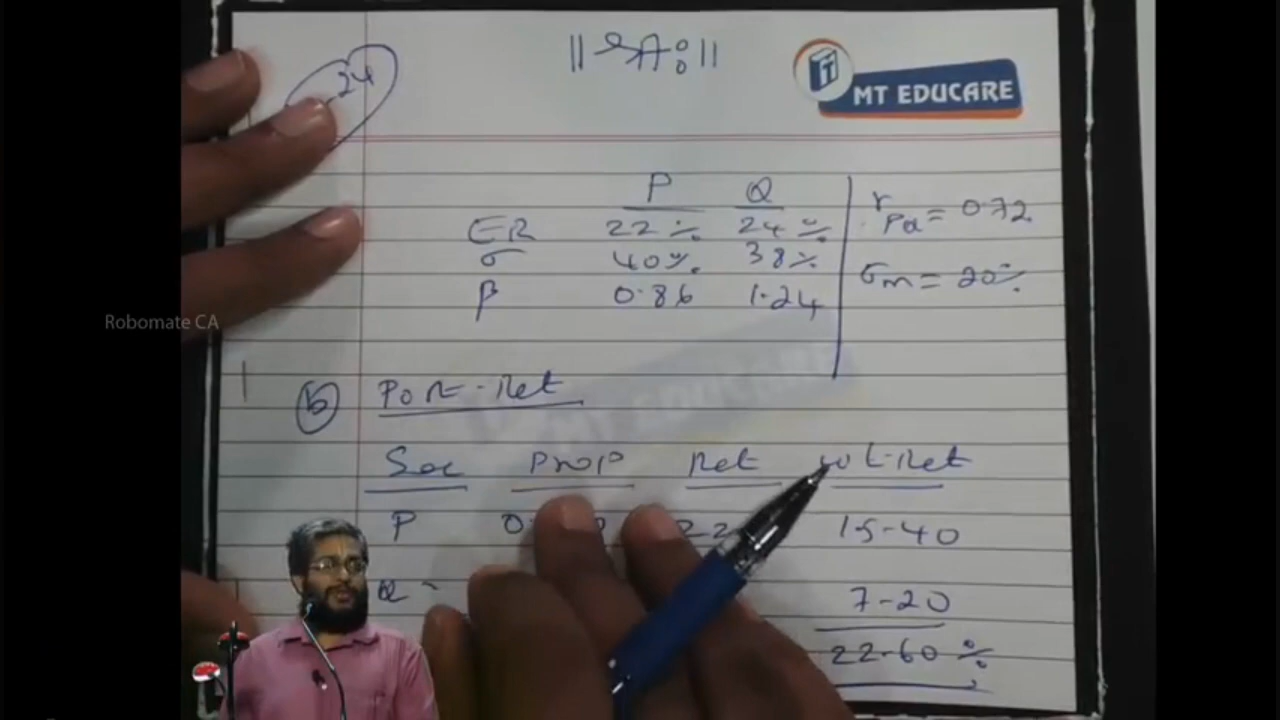 24
MT EDUCARE
P Q
ER 22% 24%
σ 40% 38%
β 0.86 1.24
r PQ = 0.72
σm = 20%
Robomate CA
(b) Port-Ret
Sec Prop Ret Wt-Ret
P 15-40
Q
7-20
22.60%